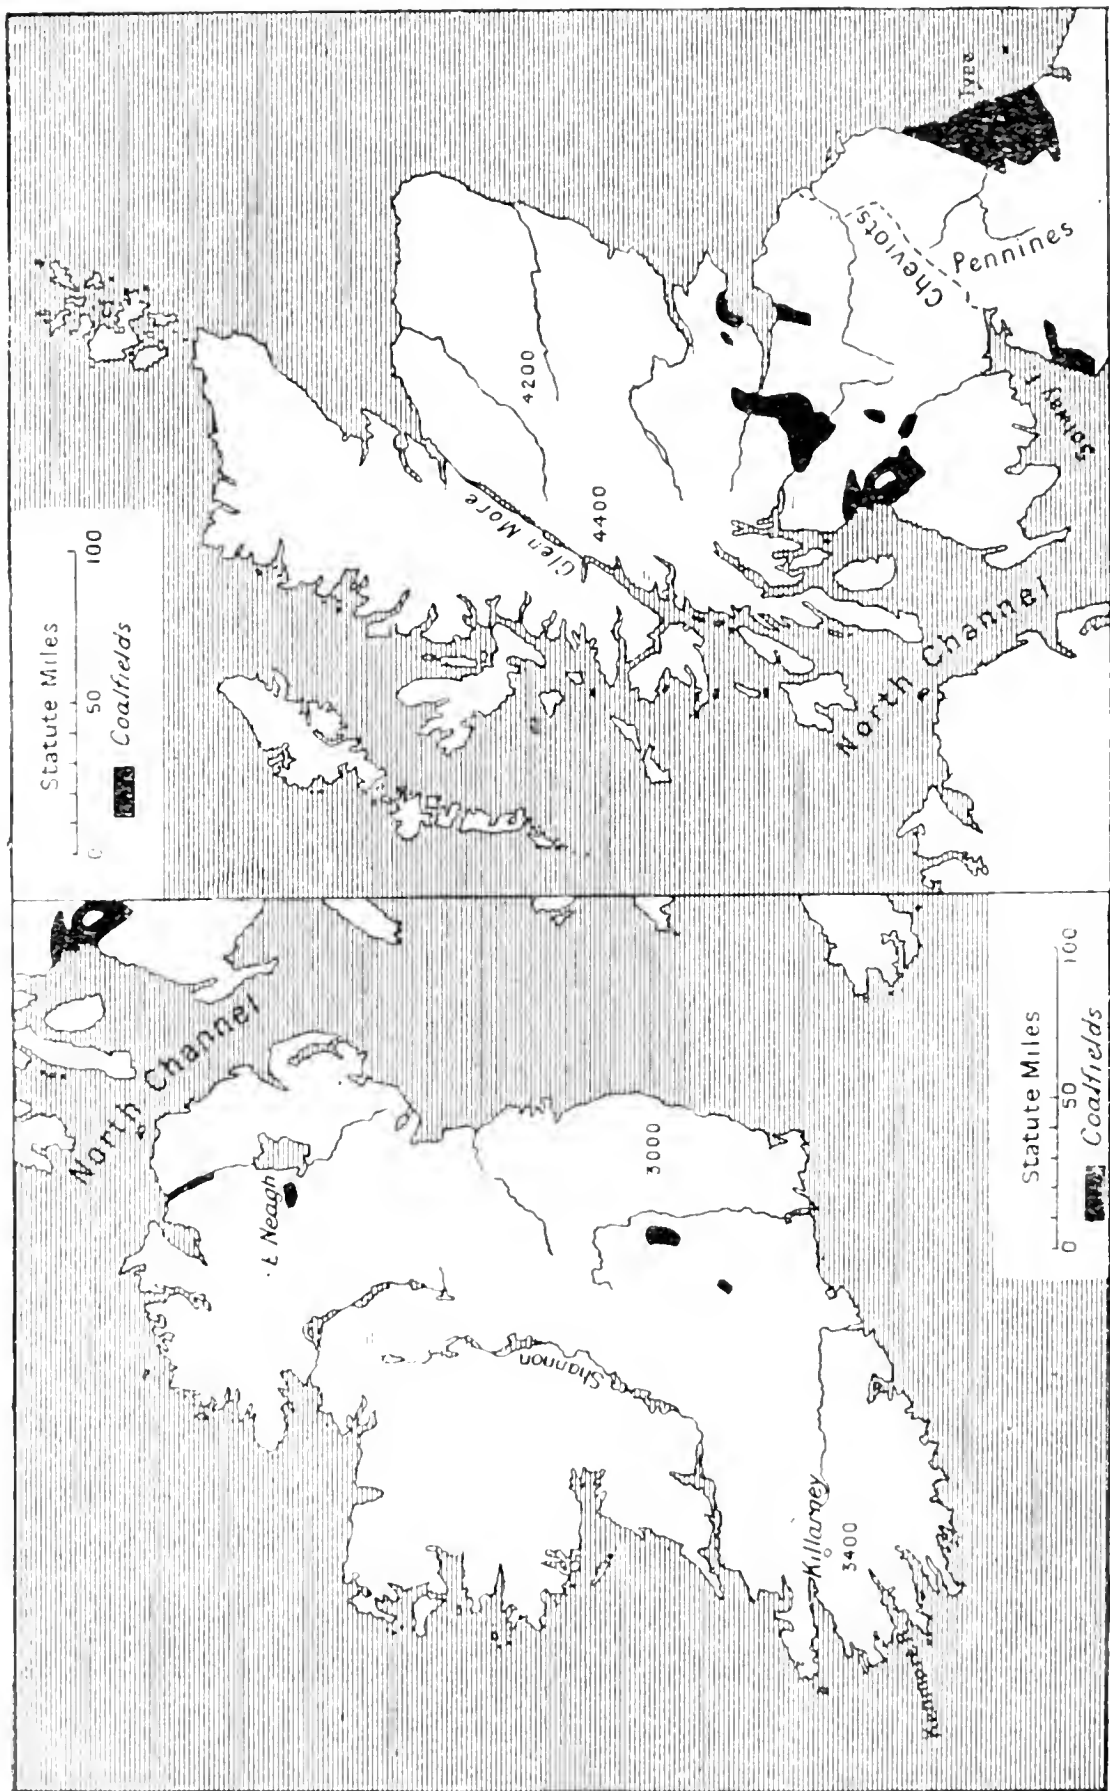 Statute Miles
0 50 100
Coalfields
North Channel
L Neagh
Shannon
3000
Killarney
3400
Kenmare R.
Statute Miles
0 50 100
Coalfields
Glen More
4200
4400
North Channel
Solway F.
Cheviots
Pennines
Tyne